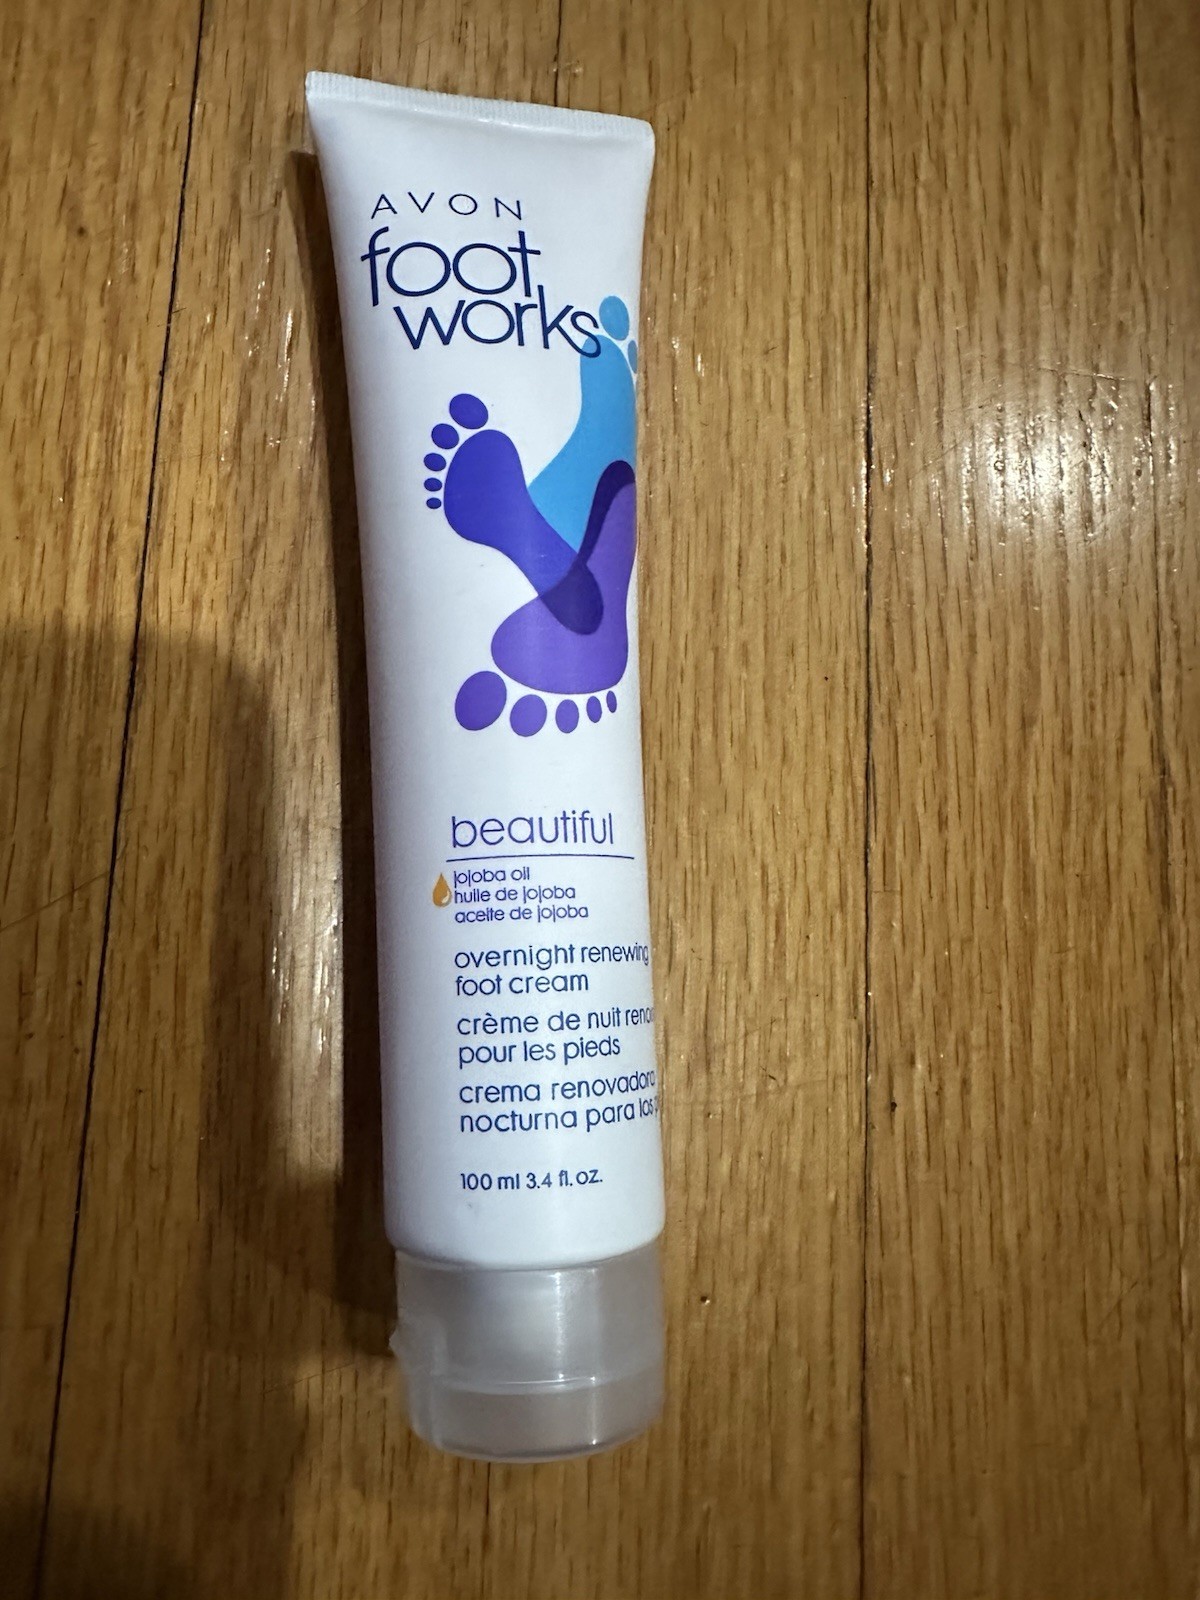 AVON
foot
works
beautiful
jojoba oil
huile de jojoba
aceite de jojoba
overnight renewing
foot cream
crème de nuit
pour les pieds
crema renovadora
nocturna para los
100 ml 3.4 fl. oz.